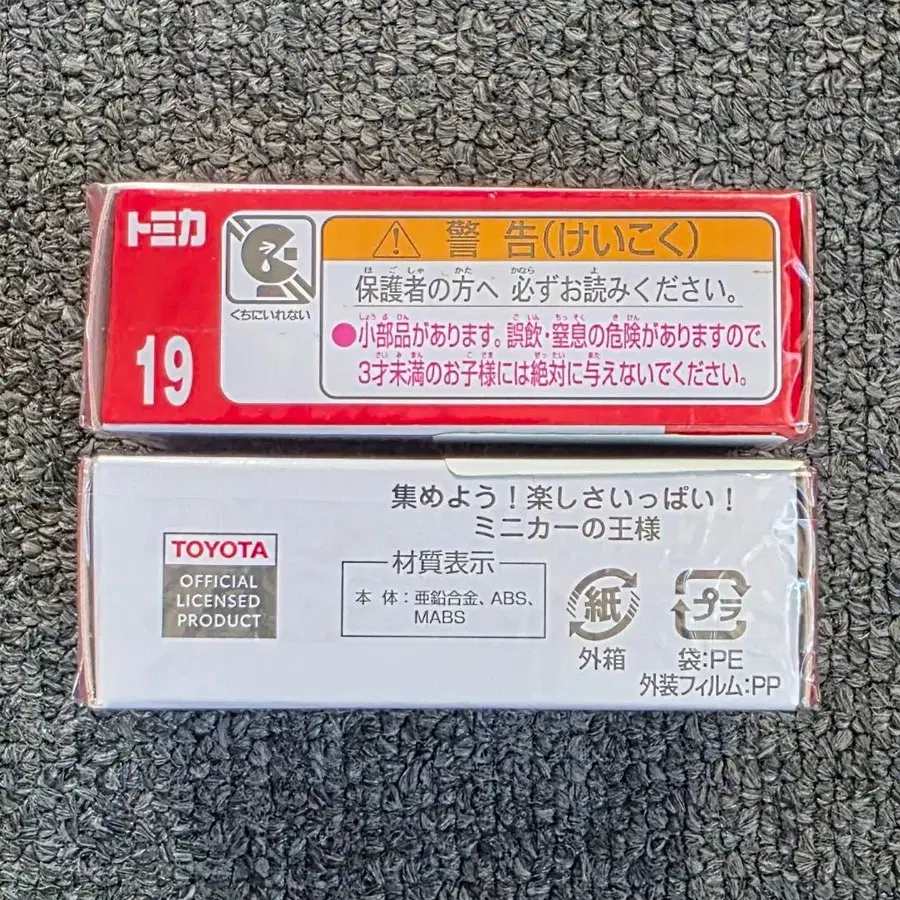 トミカ
19
くちにいれない
警告(けいこく)
ほごしゃ かた かなら よ
保護者の方へ 必ずお読みください。
しょうぶひん ごいん ちっそく きけん
●小部品があります。誤飲・窒息の危険がありますので、
さいみまん こさま ぜったい あた
3才未満のお子様には絶対に与えないでください。
集めよう!楽しさいっぱい!
ミニカーの王様
TOYOTA
OFFICIAL
LICENSED
PRODUCT
材質表示
本 体:亜鉛合金、ABS、
MABS
紙
外箱
プラ
袋:PE
外装フィルム:PP